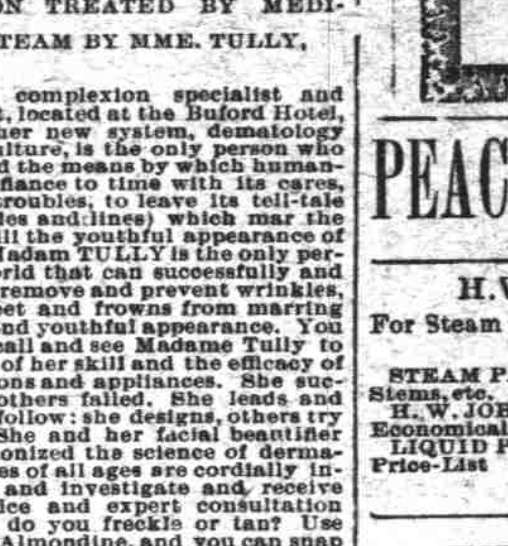 ON TREATED BY MEDI-
TEAM BY MME. TULLY,
complexion specialist and
t, located at the Buford Hotel,
her new system, dematology
ulture, is the only person who
d the means by which human-
fiance to time with its cares,
troubles, to leave its tell-tale
les and lines) which mar the
ill the youthful appearance of
Madam TULLY is the only per-
orld that can successfully and
remove and prevent wrinkles,
eet and frowns from marring
nd youthful appearance. You
call and see Madame Tully to
of her skill and the efficacy of
ons and appliances. She suc-
others failed. She leads and
follow: she designs, others try
She and her facial beautifier
onized the science of derma-
es of all ages are cordially in-
and investigate and receive
ice and expert consultation
do you freckle or tan? Use
Almondine, and you can snap
PEAC
H.W
For Steam
STEAM P
Stems, etc.
H. W. JOH
Economical
LIQUID P
Price-List